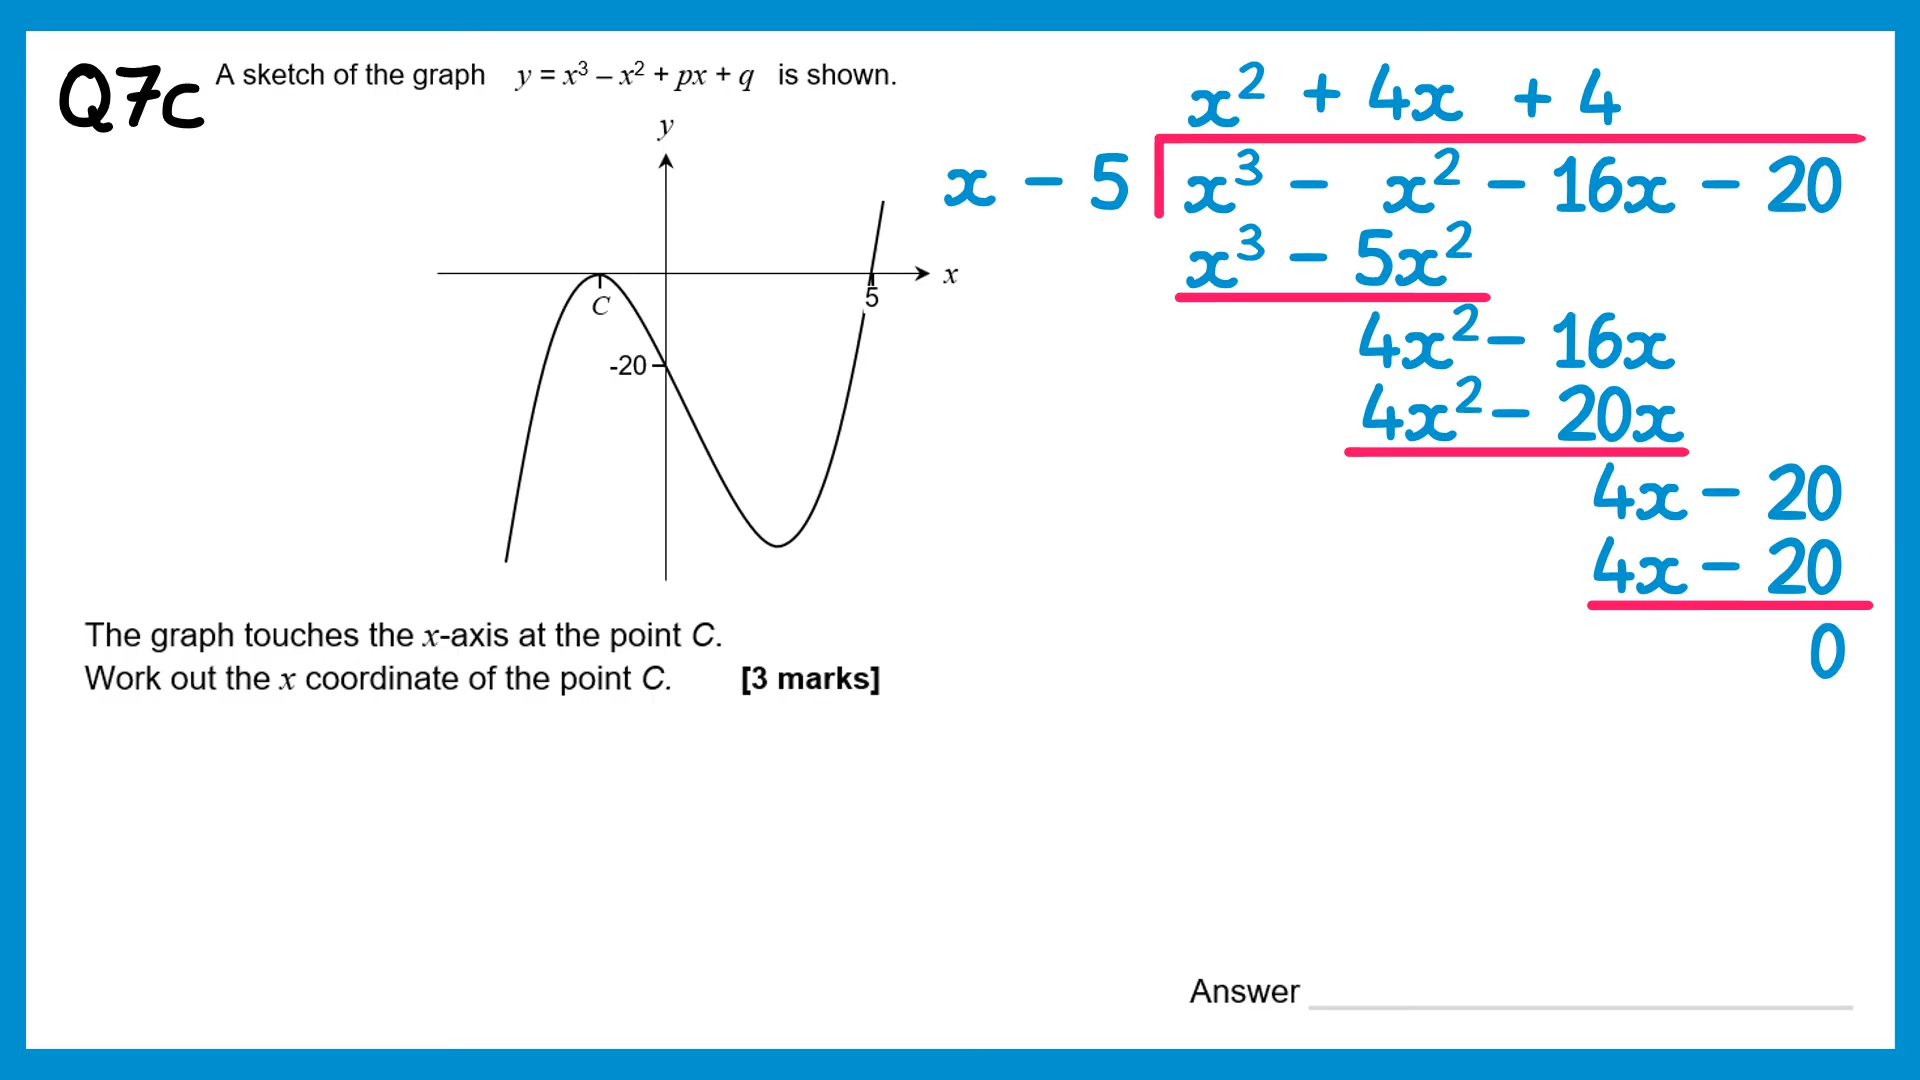 Q7c A sketch of the graph y = x³ – x² + px + q is shown.
y
x
C
5
-20
The graph touches the x-axis at the point C.
Work out the x coordinate of the point C. [3 marks]
x² + 4x + 4
x – 5 x³ – x² – 16x – 20
x³ – 5x²
4x² – 16x
4x² – 20x
4x – 20
4x – 20
0
Answer